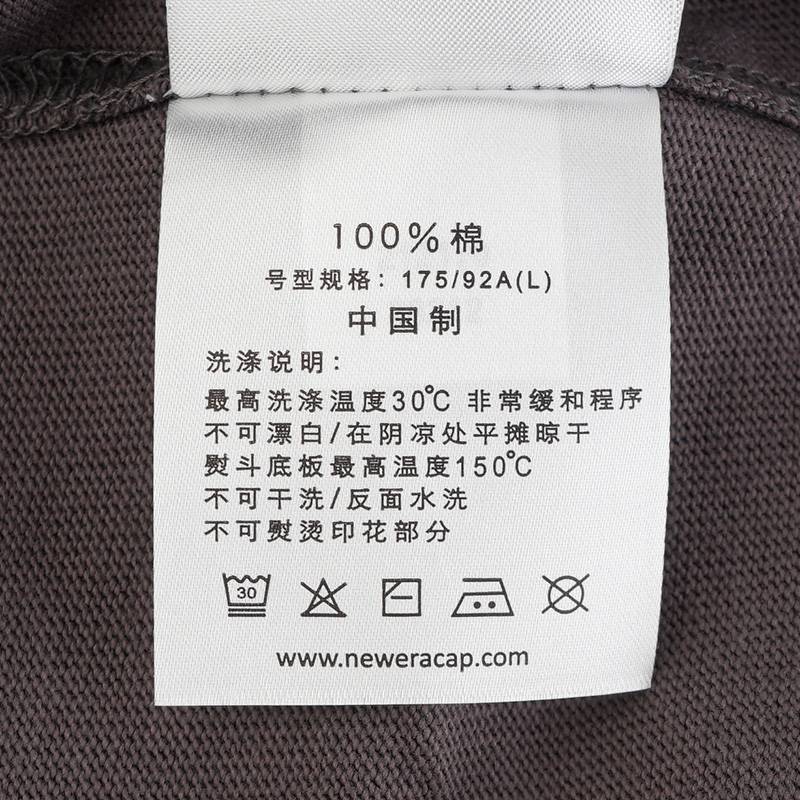 100%棉
号型规格：175/92A(L)
中国制
洗涤说明：
最高洗涤温度30℃ 非常缓和程序
不可漂白/在阴凉处平摊晾干
熨斗底板最高温度150℃
不可干洗/反面水洗
不可熨烫印花部分
30
www.neweracap.com